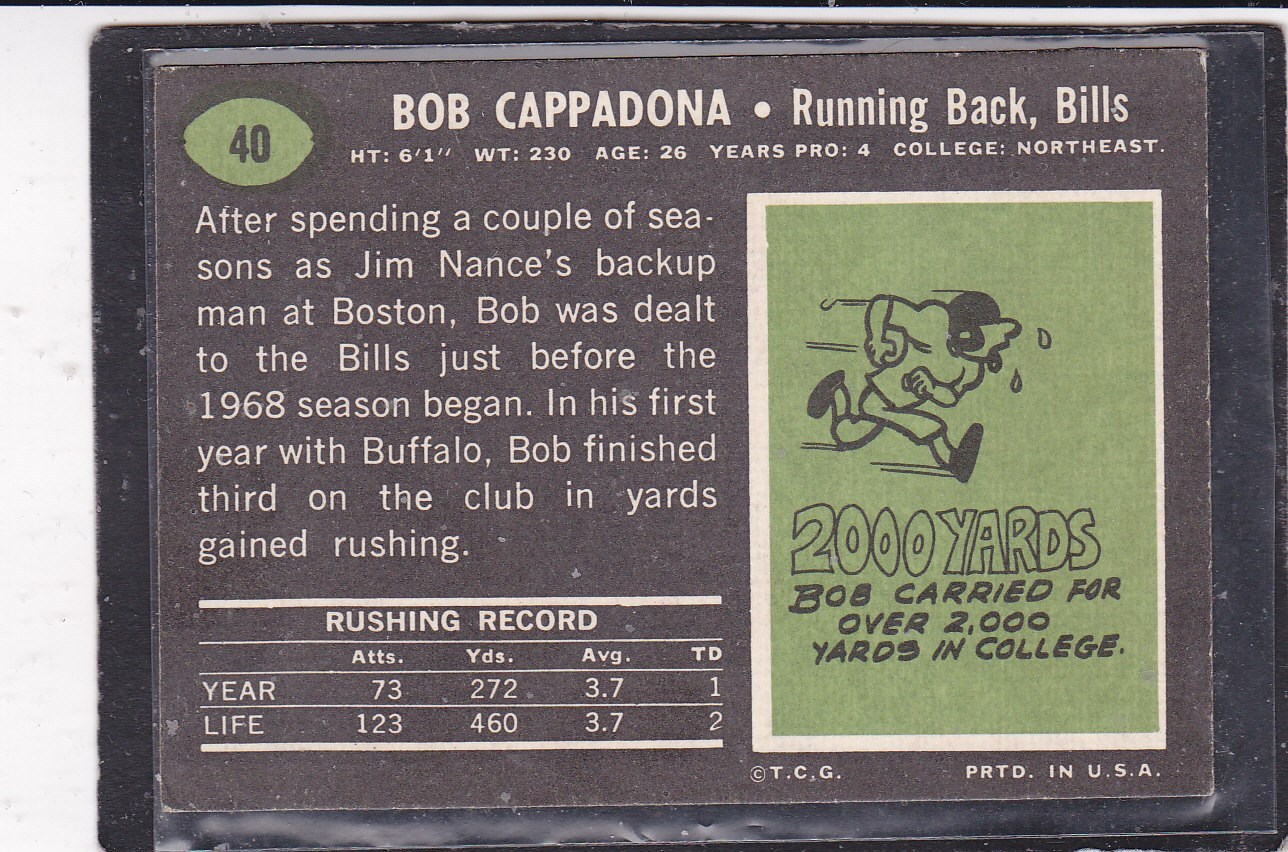 40
BOB CAPPADONA • Running Back, Bills
HT: 6'1" WT: 230 AGE: 26 YEARS PRO: 4 COLLEGE: NORTHEAST.
After spending a couple of sea-
sons as Jim Nance's backup
man at Boston, Bob was dealt
to the Bills just before the
1968 season began. In his first
year with Buffalo, Bob finished
third on the club in yards
gained rushing.
RUSHING RECORD
Atts. Yds. Avg. TD
YEAR 73 272 3.7 1
LIFE 123 460 3.7 2
2000 YARDS
BOB CARRIED FOR
OVER 2,000
YARDS IN COLLEGE.
©T.C.G. PRTD. IN U.S.A.